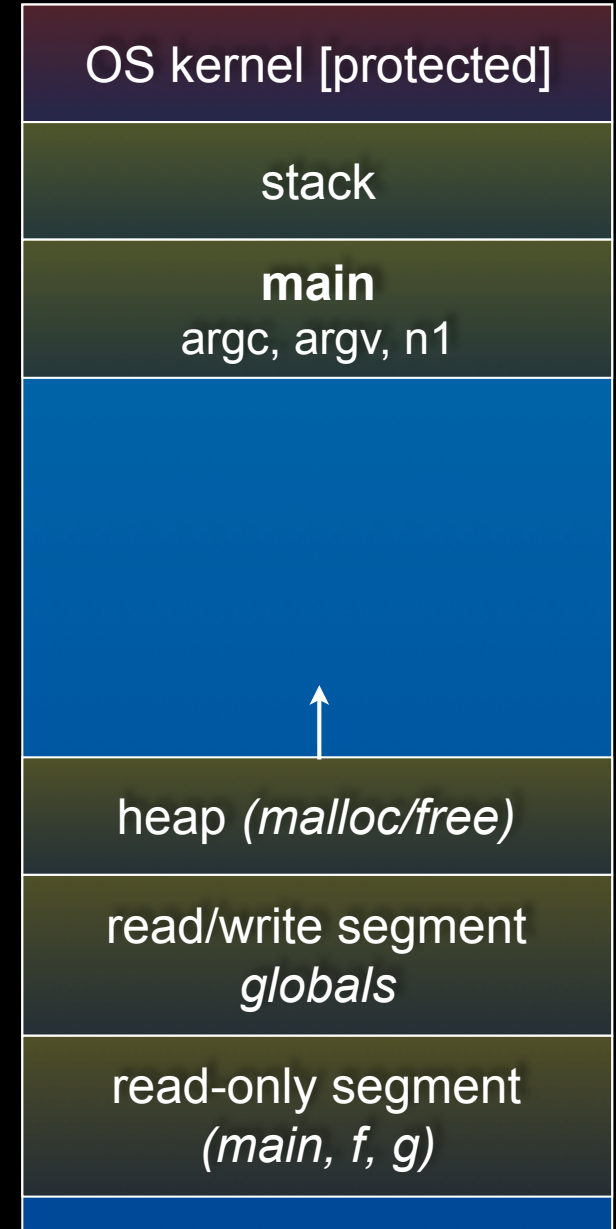 OS kernel [protected]
stack
main
argc, argv, n1
heap (malloc/free)
read/write segment
globals
read-only segment
(main, f, g)